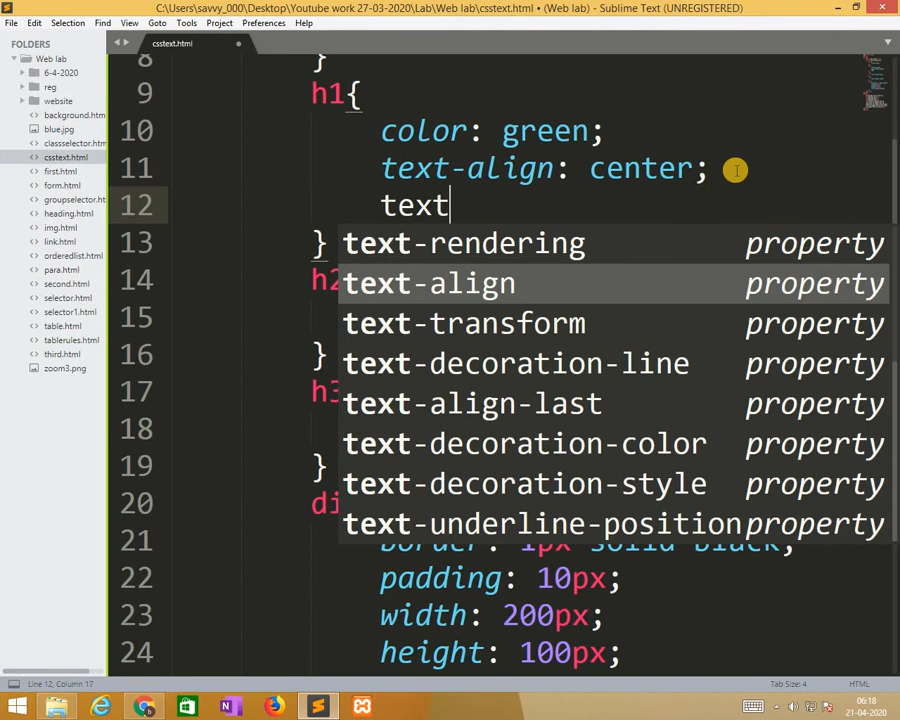 C:\Users\savvy_000\Desktop\Youtube work 27-03-2020\Lab\Web lab\csstext.html • (Web lab) - Sublime Text (UNREGISTERED)
File Edit Selection Find View Goto Tools Project Preferences Help
FOLDERS
Web lab
6-4-2020
reg
website
background.htm
blue.jpg
classselector.htm
csstext.html
first.html
form.html
groupselector.htm
heading.html
img.html
link.html
orderedlist.html
para.html
second.html
selector.html
selector1.html
table.html
tablerules.html
third.html
zoom3.png
csstext.html
8 }
9 h1{
10 color: green;
11 text-align: center;
12 text
13 }
14 h2
15
16 }
17 h3
18
19 }
20 di
21 border: 1px solid black;
22 padding: 10px;
23 width: 200px;
24 height: 100px;
text-rendering property
text-align property
text-transform property
text-decoration-line property
text-align-last property
text-decoration-color property
text-decoration-style property
text-underline-position property
Line 12, Column 17
Tab Size: 4
HTML
06:18
21-04-2020